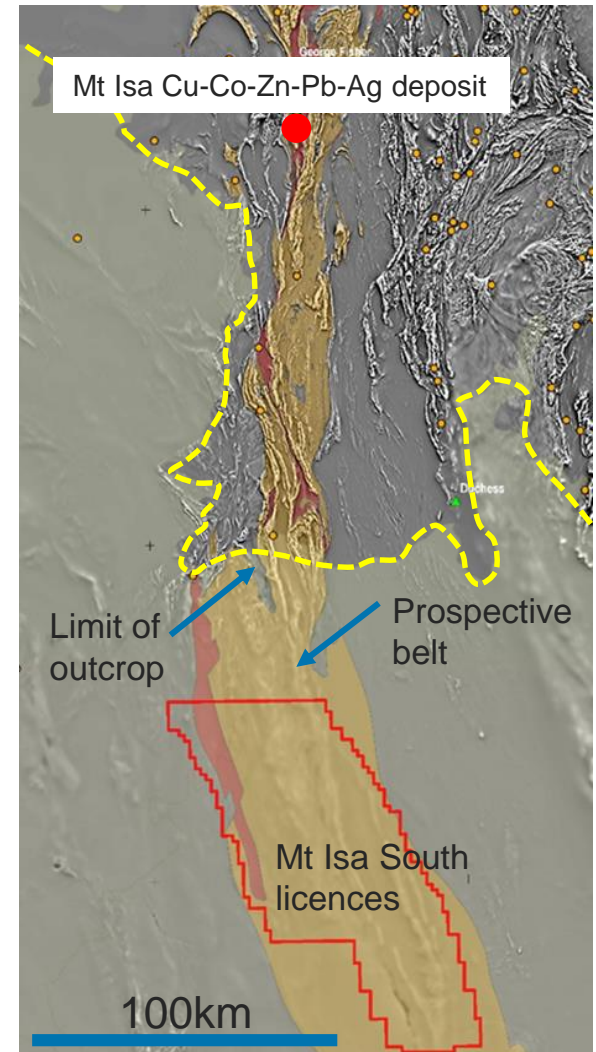 George Fisher
Mt Isa Cu-Co-Zn-Pb-Ag deposit
Duchess
Limit of
outcrop
Prospective
belt
Mt Isa South
licences
100km